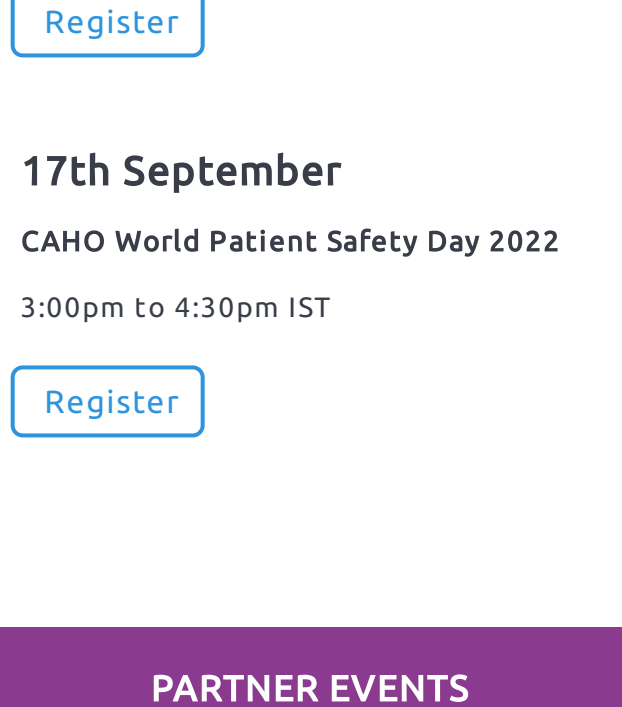 Register
17th September
CAHO World Patient Safety Day 2022
3:00pm to 4:30pm IST
Register
PARTNER EVENTS